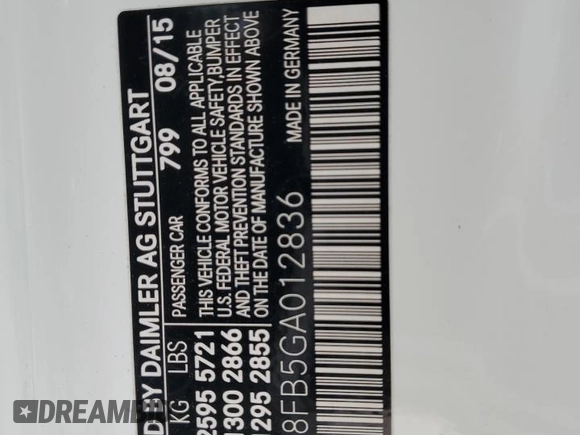 D BY DAIMLER AG STUTTGART
799 08/15
KG LBS PASSENGER CAR
2595 5721
1300 2866
1295 2855
THIS VEHICLE CONFORMS TO ALL APPLICABLE
U.S. FEDERAL MOTOR VEHICLE SAFETY, BUMPER
AND THEFT PREVENTION STANDARDS IN EFFECT
ON THE DATE OF MANUFACTURE SHOWN ABOVE
8FB5GA012836 MADE IN GERMANY
DREAM